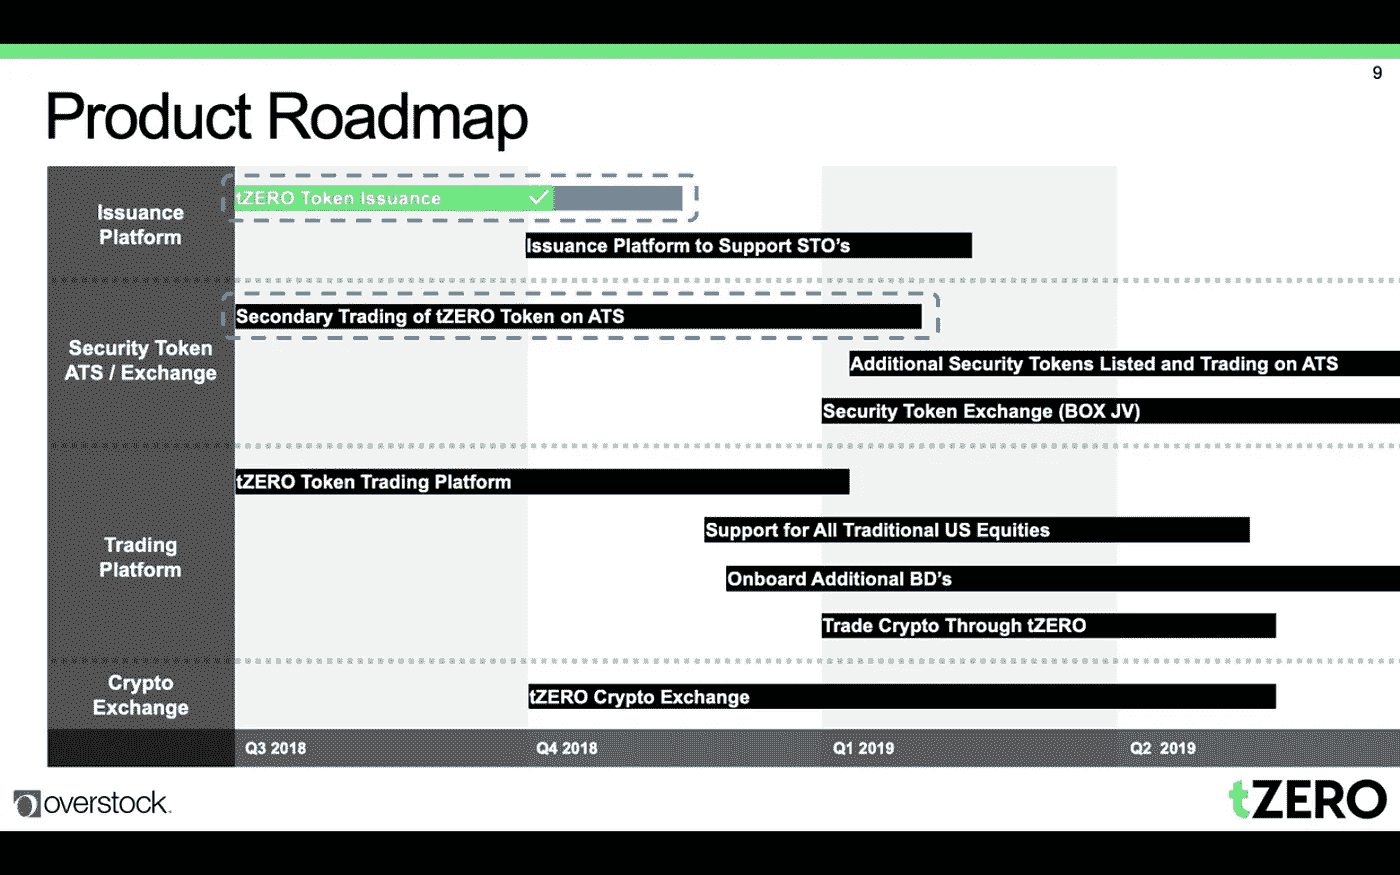 9
Product Roadmap
Issuance
Platform
tZERO Token Issuance
Issuance Platform to Support STO's
Security Token
ATS / Exchange
Secondary Trading of tZERO Token on ATS
Additional Security Tokens Listed and Trading on ATS
Security Token Exchange (BOX JV)
Trading
Platform
tZERO Token Trading Platform
Support for All Traditional US Equities
Onboard Additional BD's
Trade Crypto Through tZERO
Crypto
Exchange
tZERO Crypto Exchange
Q3 2018
Q4 2018
Q1 2019
Q2 2019
overstock.
tZERO